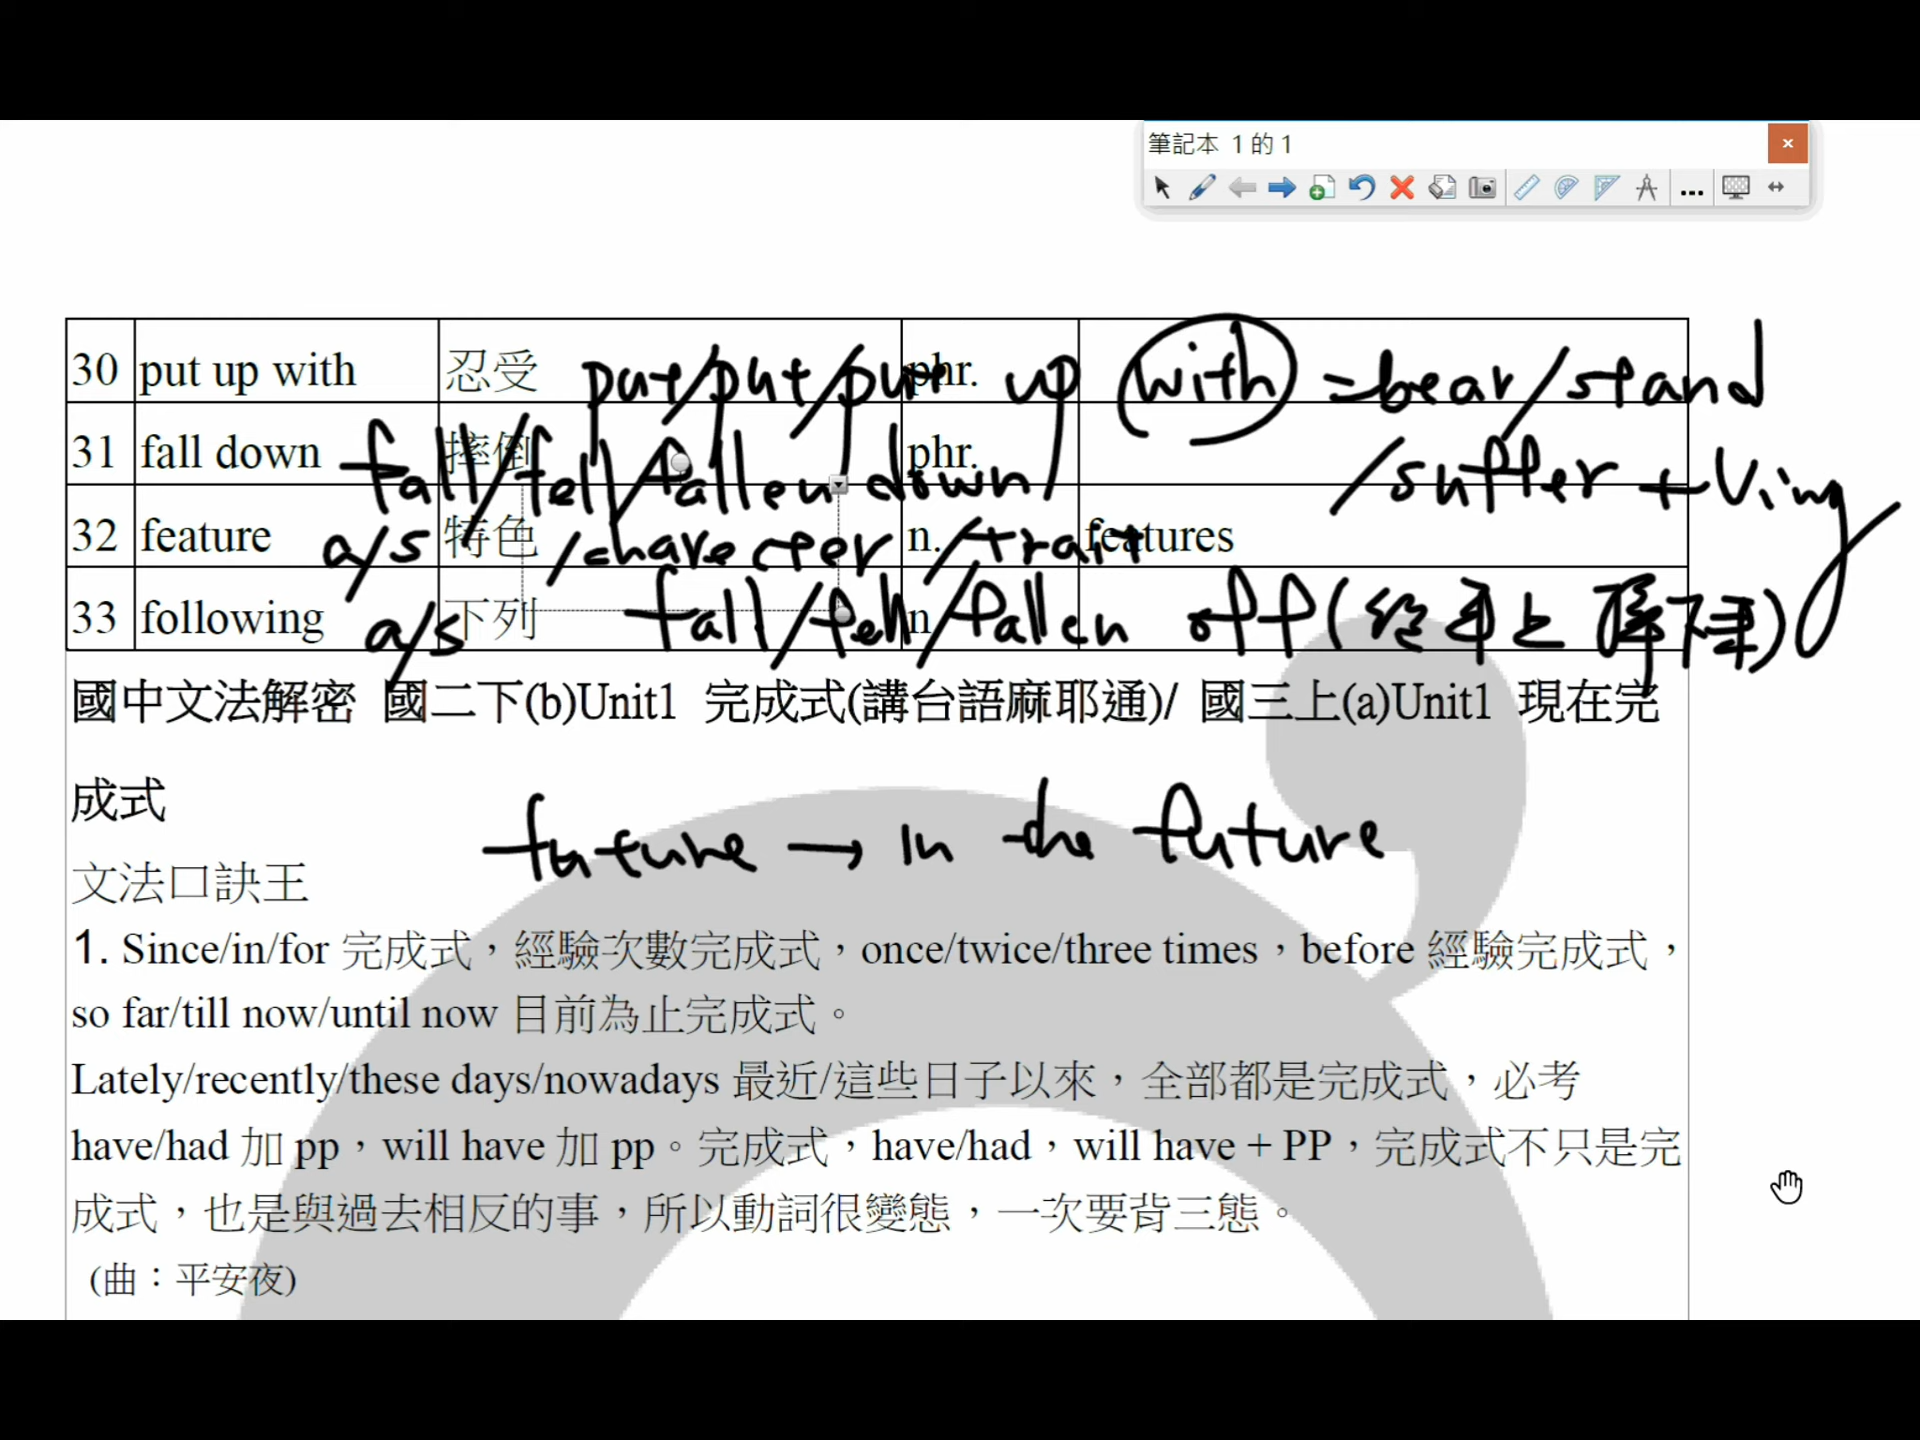 筆記本 1 的 1
30 put up with 忍受 put/put/put phr. up with =bear/stand
31 fall down 摔倒 fall/fell/fallen down phr. /suffer + Ving
32 feature a/s 特色 /charecter n. /trait features
33 following a/s 下列 fall/fell/fallen n. off (從車上摔下車)
國中文法解密 國二下(b)Unit1 完成式(講台語麻耶通)/ 國三上(a)Unit1 現在完
成式
future → in the future
文法口訣王
1. Since/in/for 完成式，經驗次數完成式，once/twice/three times，before 經驗完成式，
so far/till now/until now 目前為止完成式。
Lately/recently/these days/nowadays 最近/這些日子以來，全部都是完成式，必考
have/had 加 pp，will have 加 pp。完成式，have/had，will have + PP，完成式不只是完
成式，也是與過去相反的事，所以動詞很變態，一次要背三態。
(曲：平安夜)